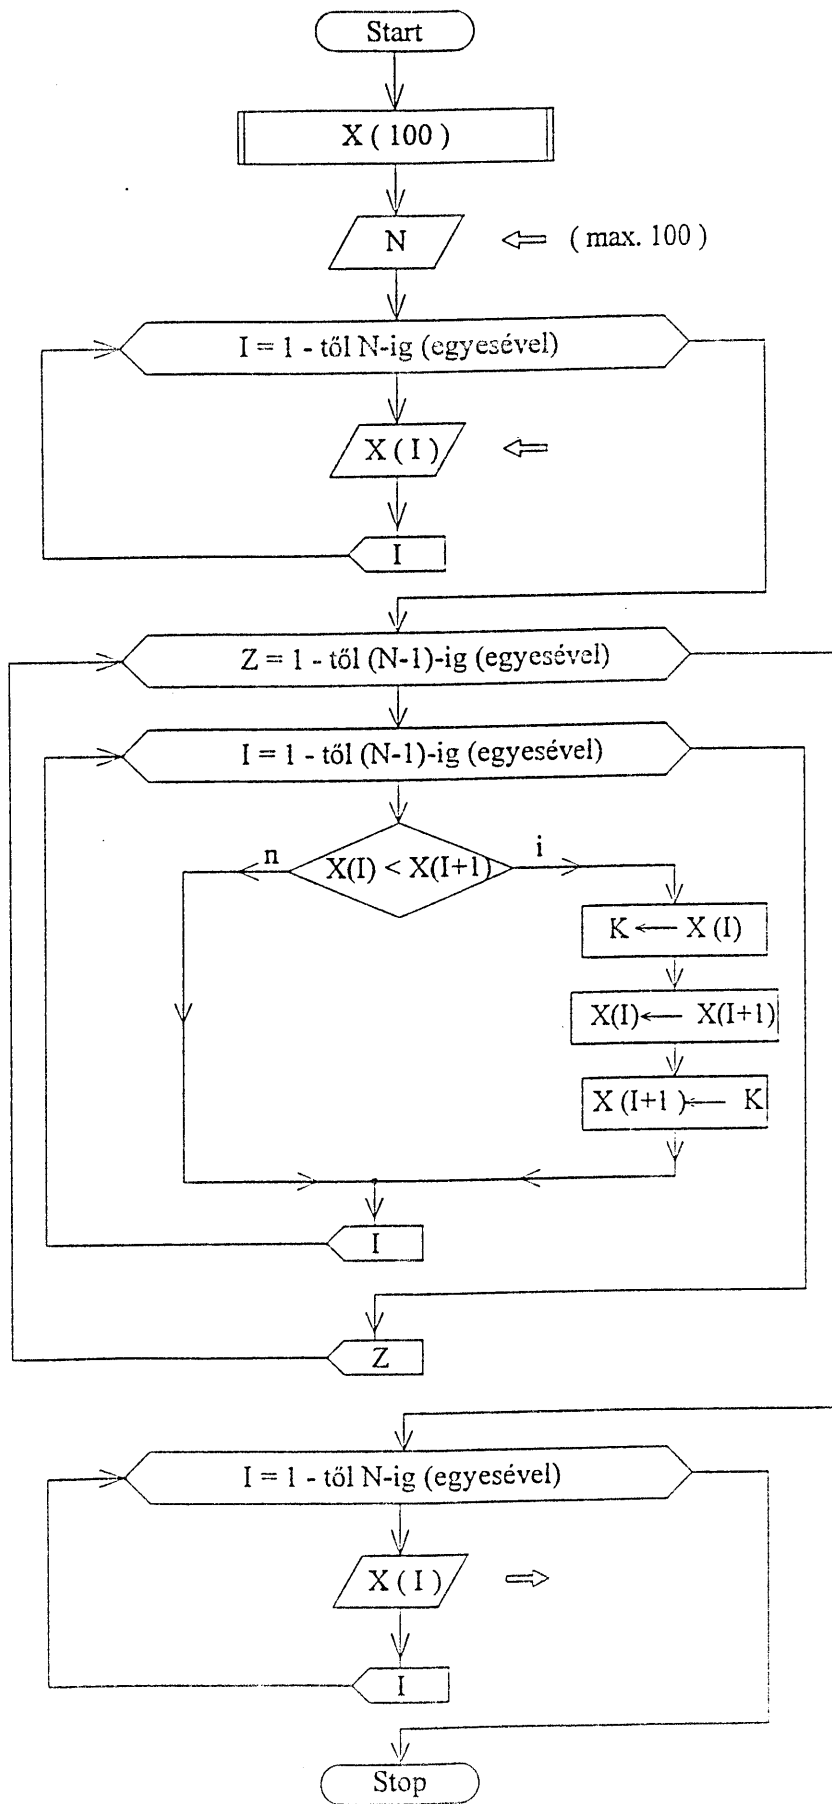 Start
X ( 100 )
N ⇐ ( max. 100 )
I = 1 - től N-ig (egyesével)
X ( I ) ⇐
I
Z = 1 - től (N-1)-ig (egyesével)
I = 1 - től (N-1)-ig (egyesével)
n X(I) < X(I+1) i
K ← X (I)
X(I) ← X(I+1)
X (I+1) ← K
I
Z
I = 1 - től N-ig (egyesével)
X ( I ) ⇒
I
Stop